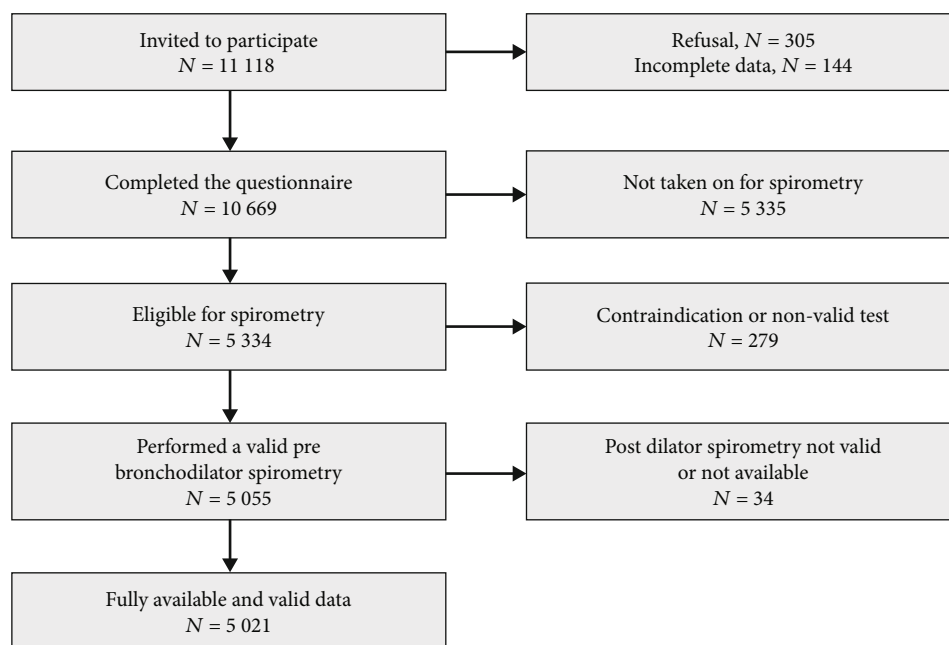 Invited to participate
N = 11 118
Refusal, N = 305
Incomplete data, N = 144
Completed the questionnaire
N = 10 669
Not taken on for spirometry
N = 5 335
Eligible for spirometry
N = 5 334
Contraindication or non-valid test
N = 279
Performed a valid pre
bronchodilator spirometry
N = 5 055
Post dilator spirometry not valid
or not available
N = 34
Fully available and valid data
N = 5 021